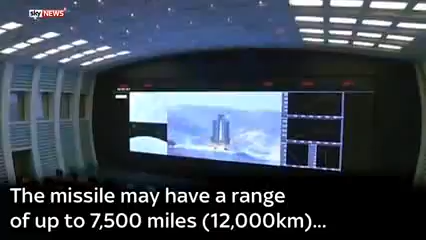 sky NEWS
The missile may have a range
of up to 7,500 miles (12,000km)...